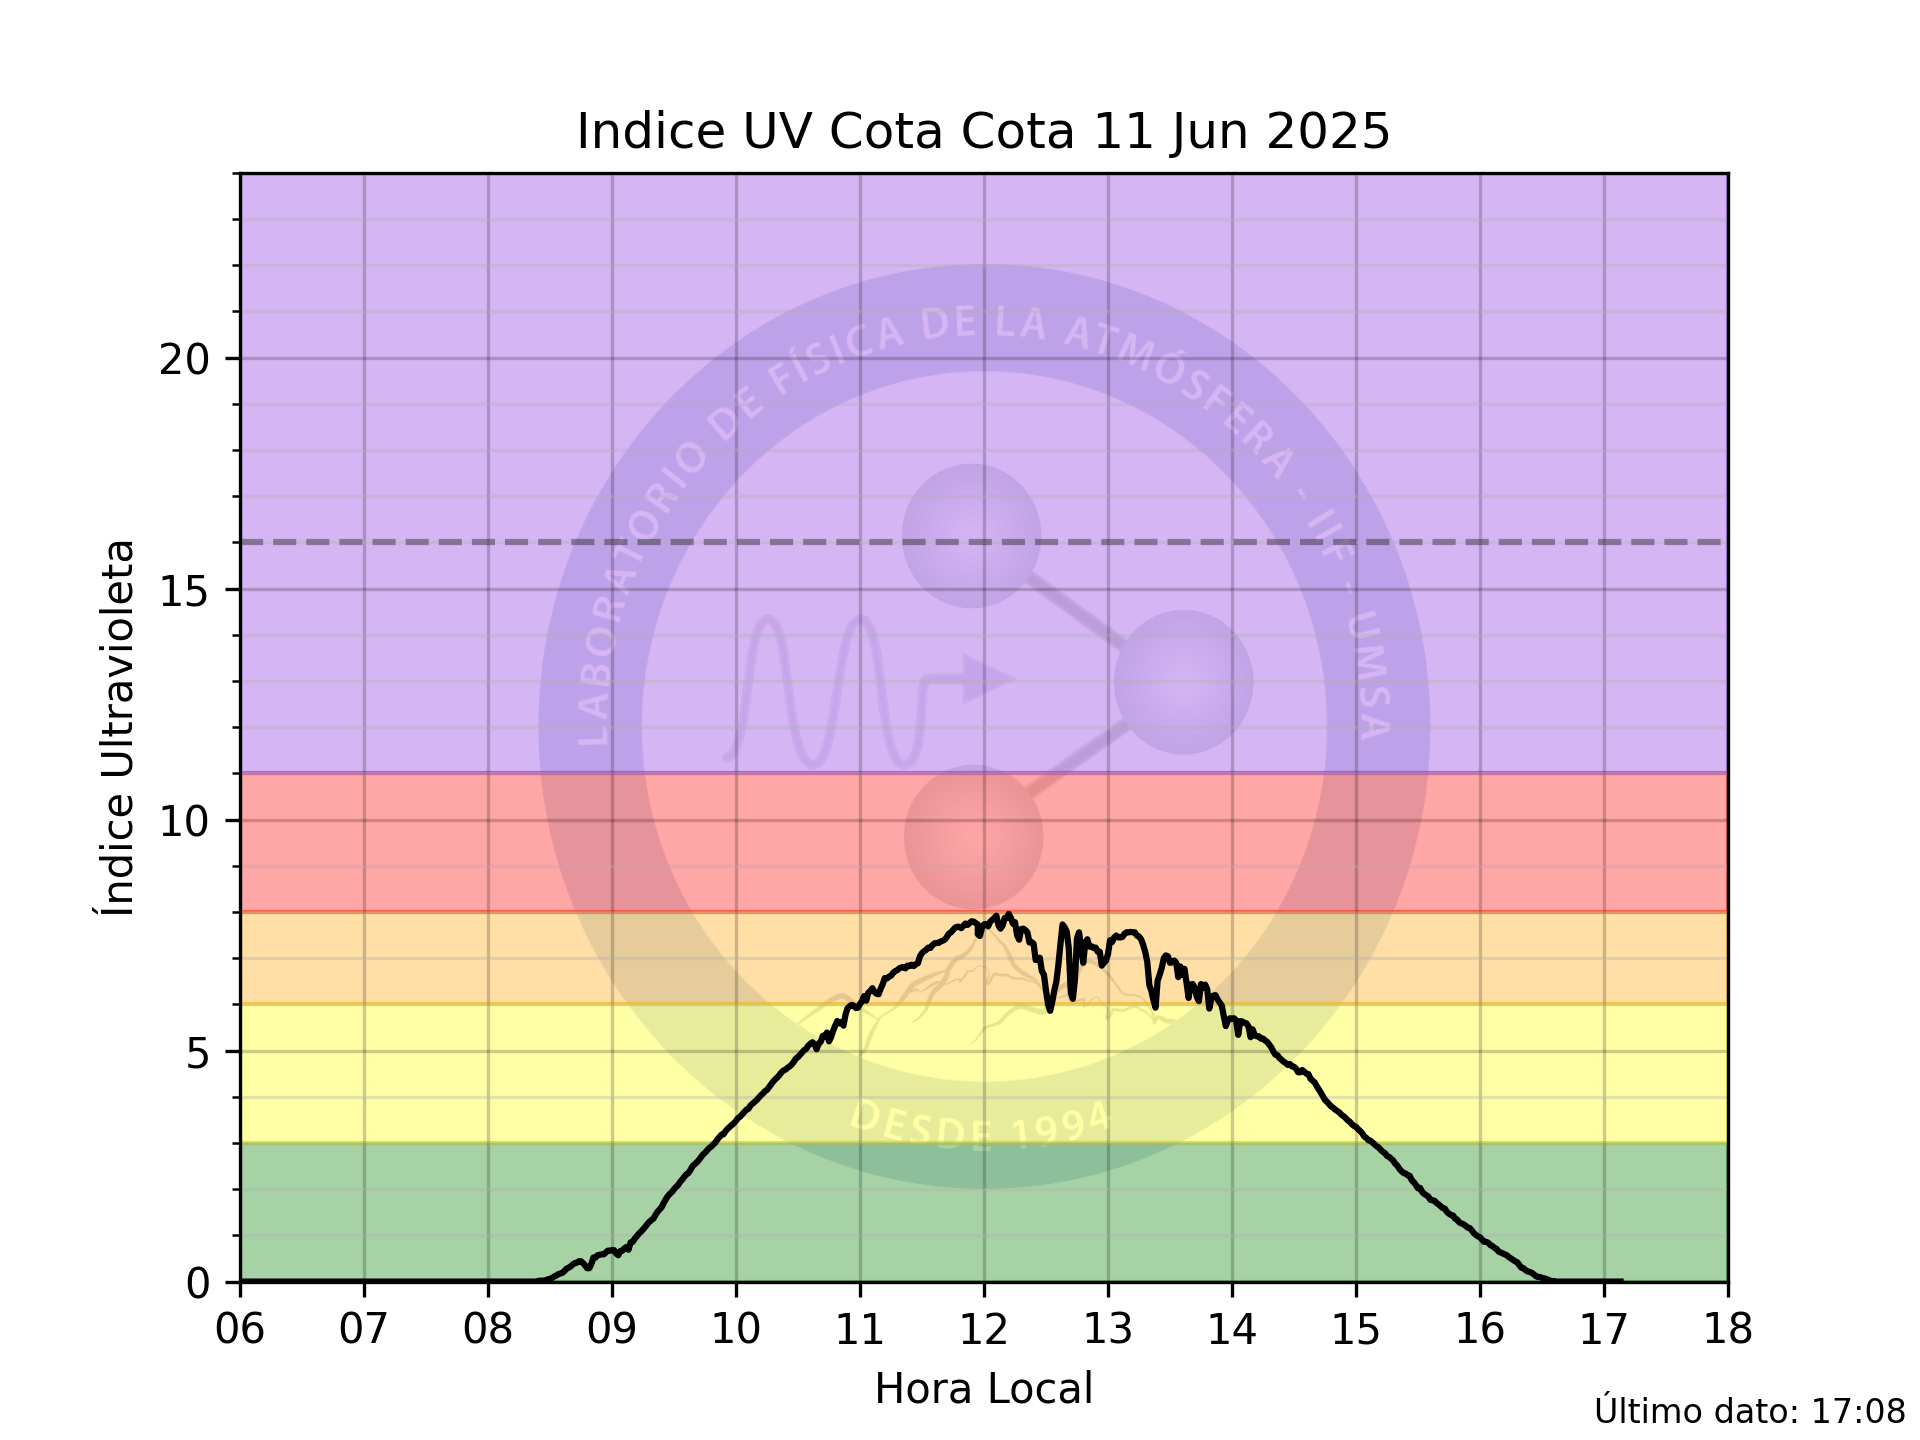 Indice UV Cota Cota 11 Jun 2025
Índice Ultravioleta
20
15
10
5
0
LABORATORIO DE FÍSICA DE LA ATMÓSFERA - IIF - UMSA
DESDE 1994
06 07 08 09 10 11 12 13 14 15 16 17 18
Hora Local
Último dato: 17:08